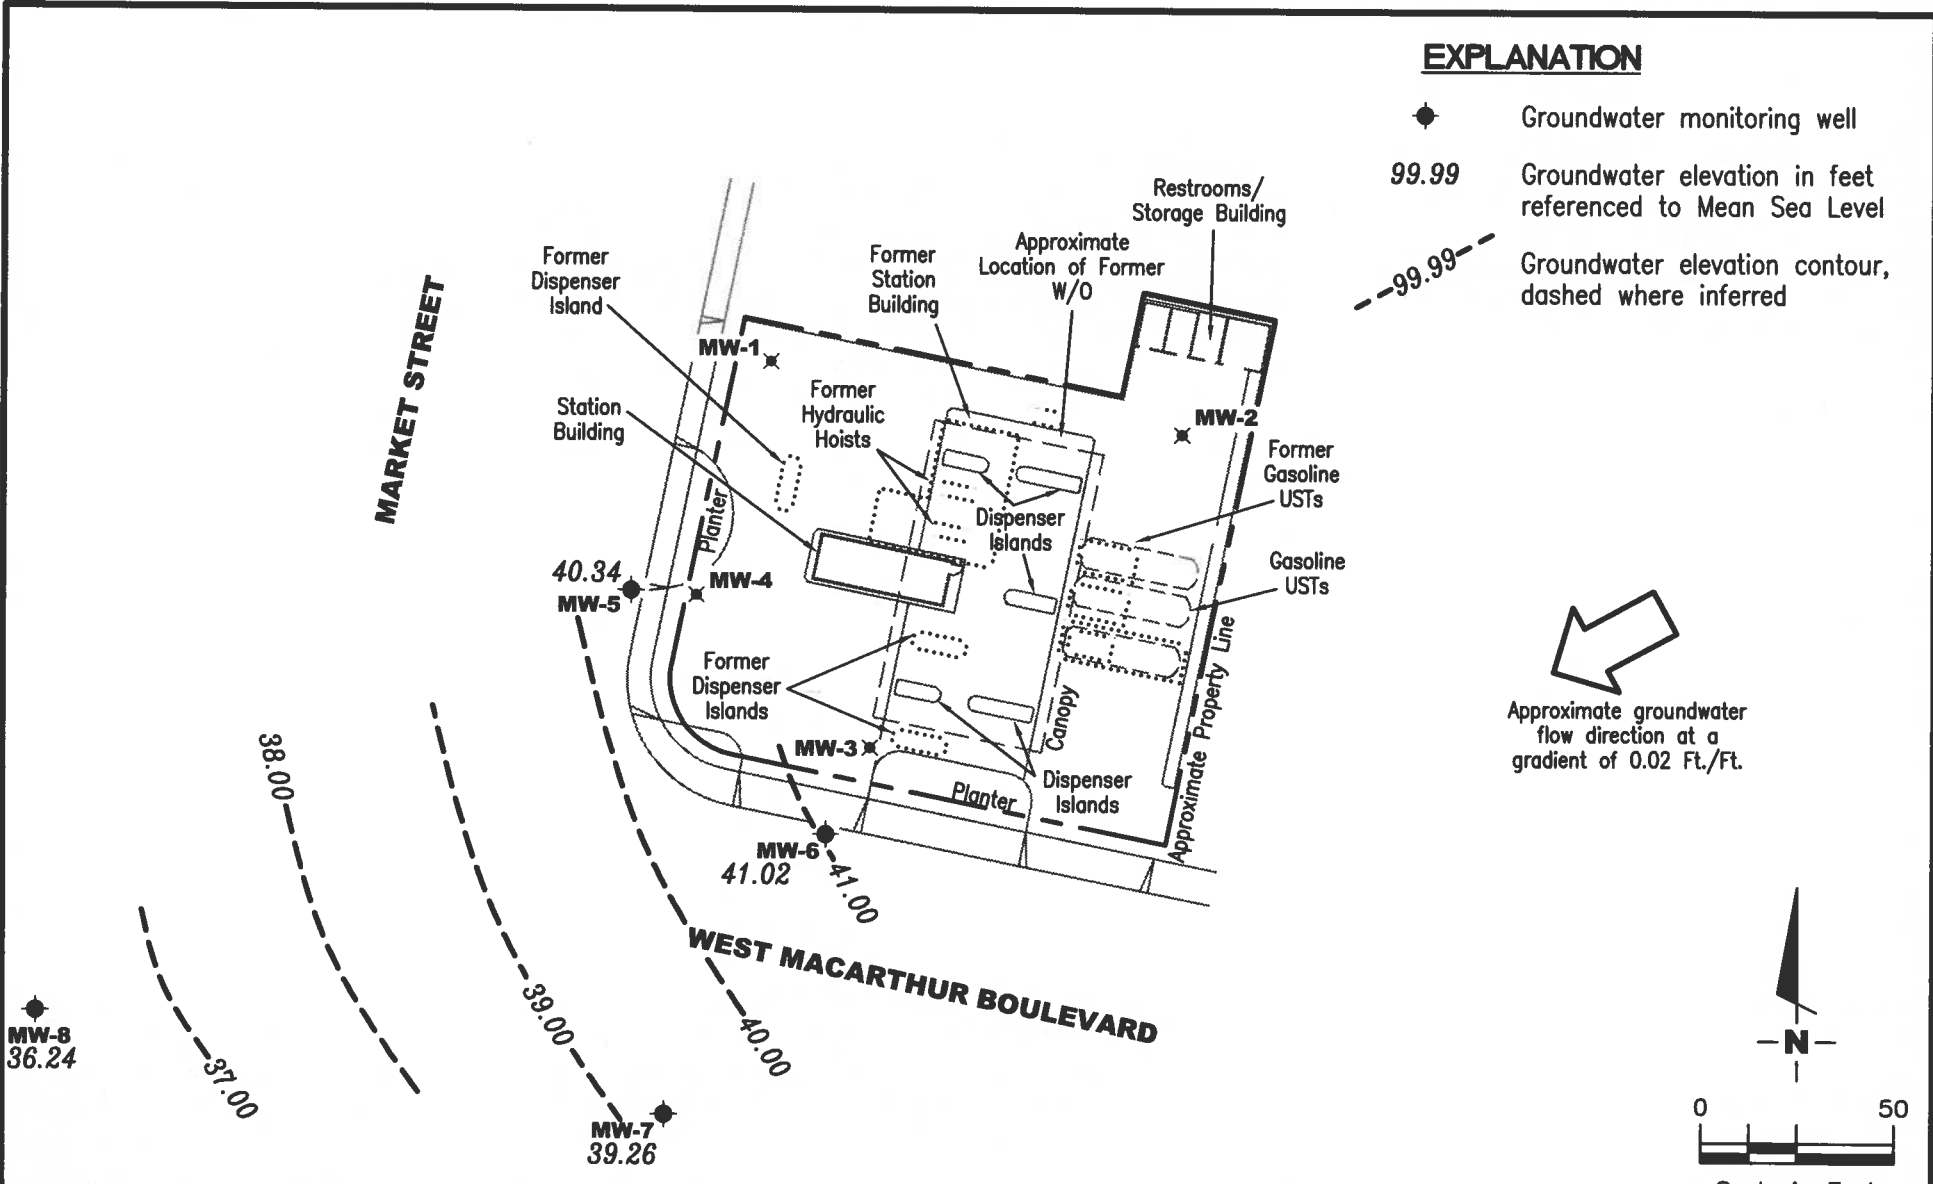 EXPLANATION
Groundwater monitoring well
99.99
Groundwater elevation in feet
referenced to Mean Sea Level
99.99
Groundwater elevation contour,
dashed where inferred
Restrooms/
Storage Building
Approximate
Location of Former
W/O
Former
Station
Building
Former
Dispenser
Island
MW-1
Former
Hydraulic
Hoists
Station
Building
MARKET STREET
Planter
MW-2
Former
Gasoline
USTs
Dispenser
Islands
Gasoline
USTs
40.34
MW-5
MW-4
Former
Dispenser
Islands
MW-3
Canopy
Approximate Property Line
Dispenser
Islands
Planter
Approximate groundwater
flow direction at a
gradient of 0.02 Ft./Ft.
38.00
MW-6
41.02
41.00
WEST MACARTHUR BOULEVARD
39.00
40.00
MW-8
36.24
37.00
MW-7
39.26
N
0
50